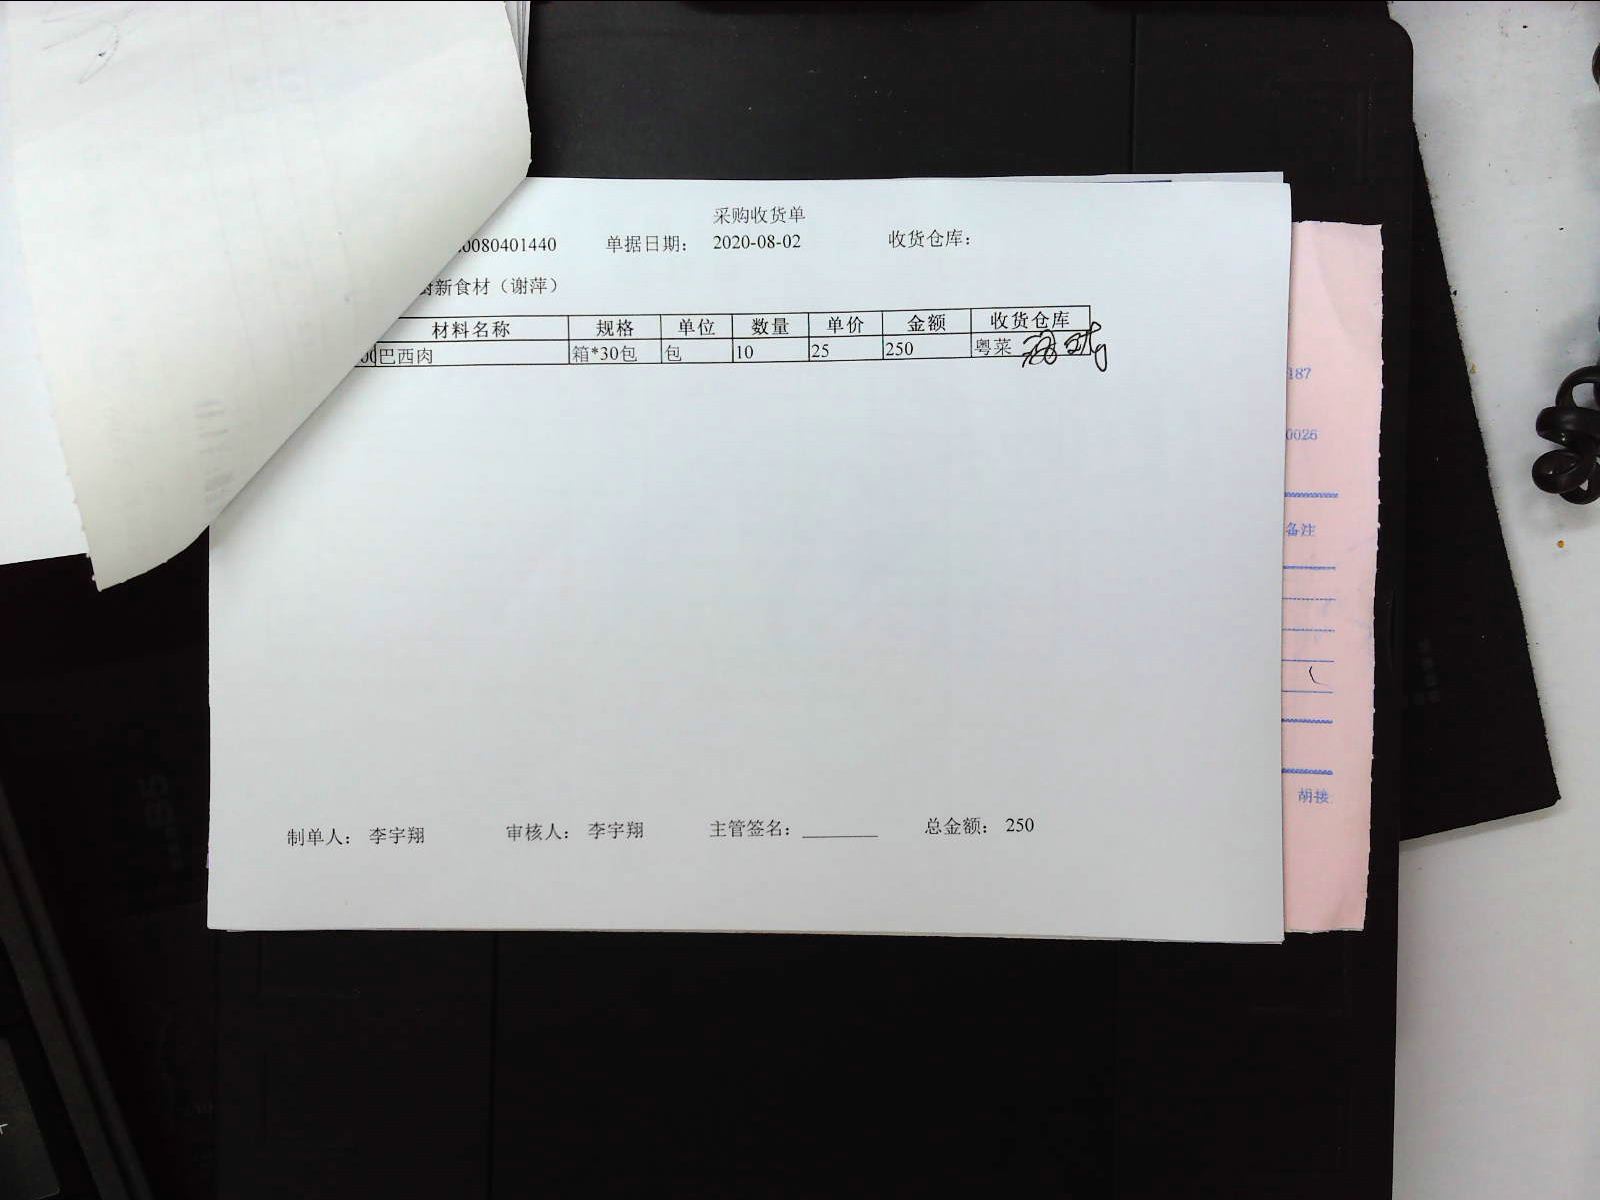 采购收货单
0080401440 单据日期: 2020-08-02 收货仓库:
新食材（谢萍）
材料名称 规格 单位 数量 单价 金额 收货仓库
巴西肉 箱*30包 包 10 25 250 粤菜
187
0026
备注
胡接
制单人: 李宇翔 审核人: 李宇翔 主管签名: 总金额: 250